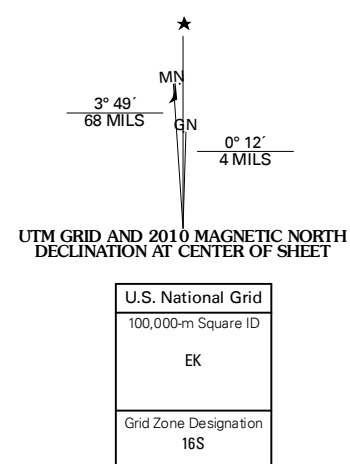 MN
3° 49´
68 MILS
GN
0° 12´
4 MILS
UTM GRID AND 2010 MAGNETIC NORTH
DECLINATION AT CENTER OF SHEET
U.S. National Grid
100,000-m Square ID
EK
Grid Zone Designation
16S